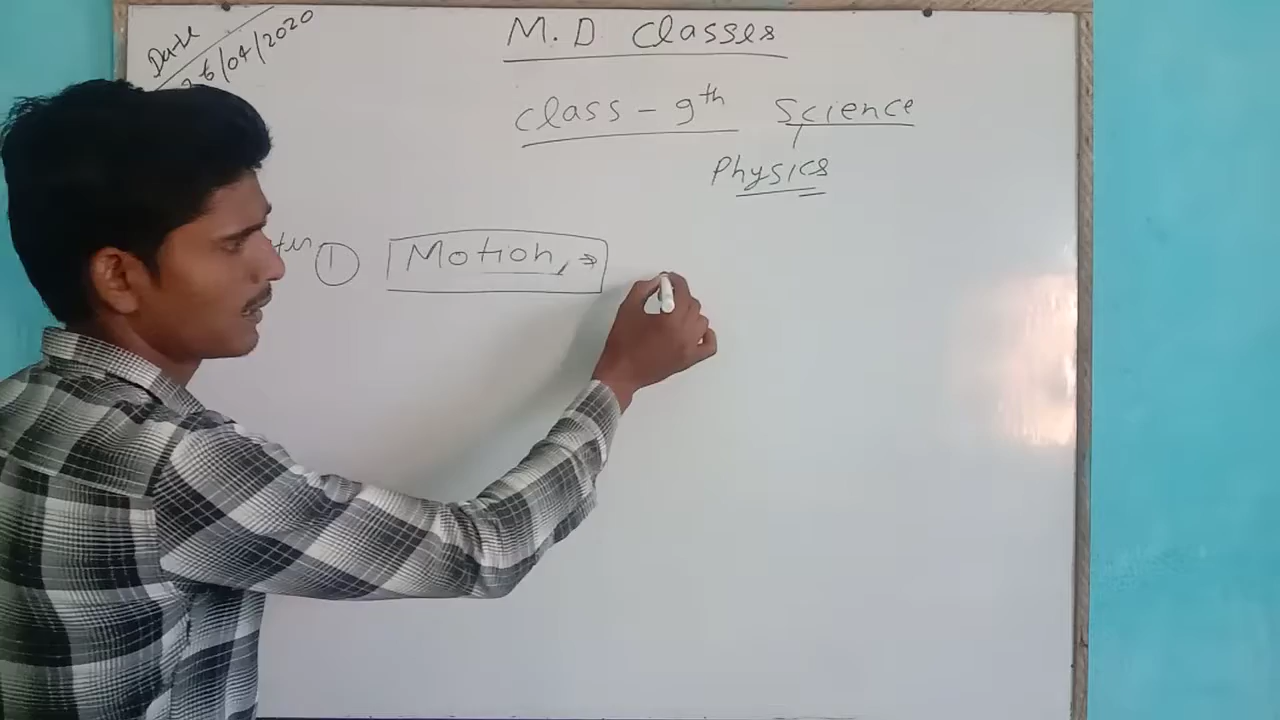 Date
26/04/2020
M.D Classes
Class - 9th Science
Physics
① Motion, →